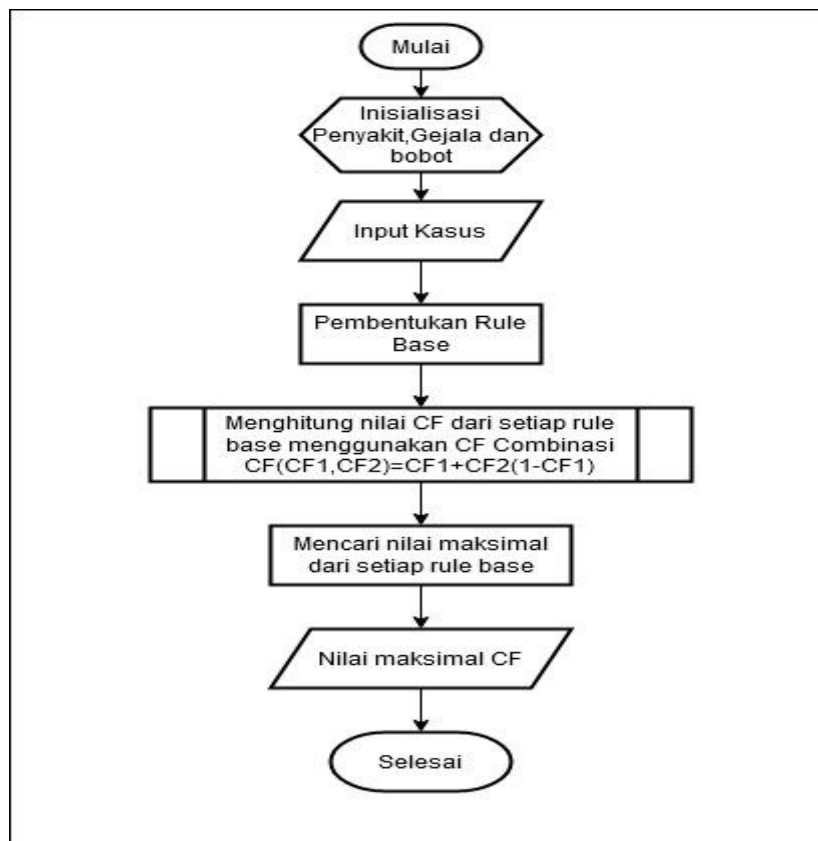 Mulai
Inisialisasi
Penyakit,Gejala dan
bobot
Input Kasus
Pembentukan Rule
Base
Menghitung nilai CF dari setiap rule
base menggunakan CF Combinasi
CF(CF1,CF2)=CF1+CF2(1-CF1)
Mencari nilai maksimal
dari setiap rule base
Nilai maksimal CF
Selesai